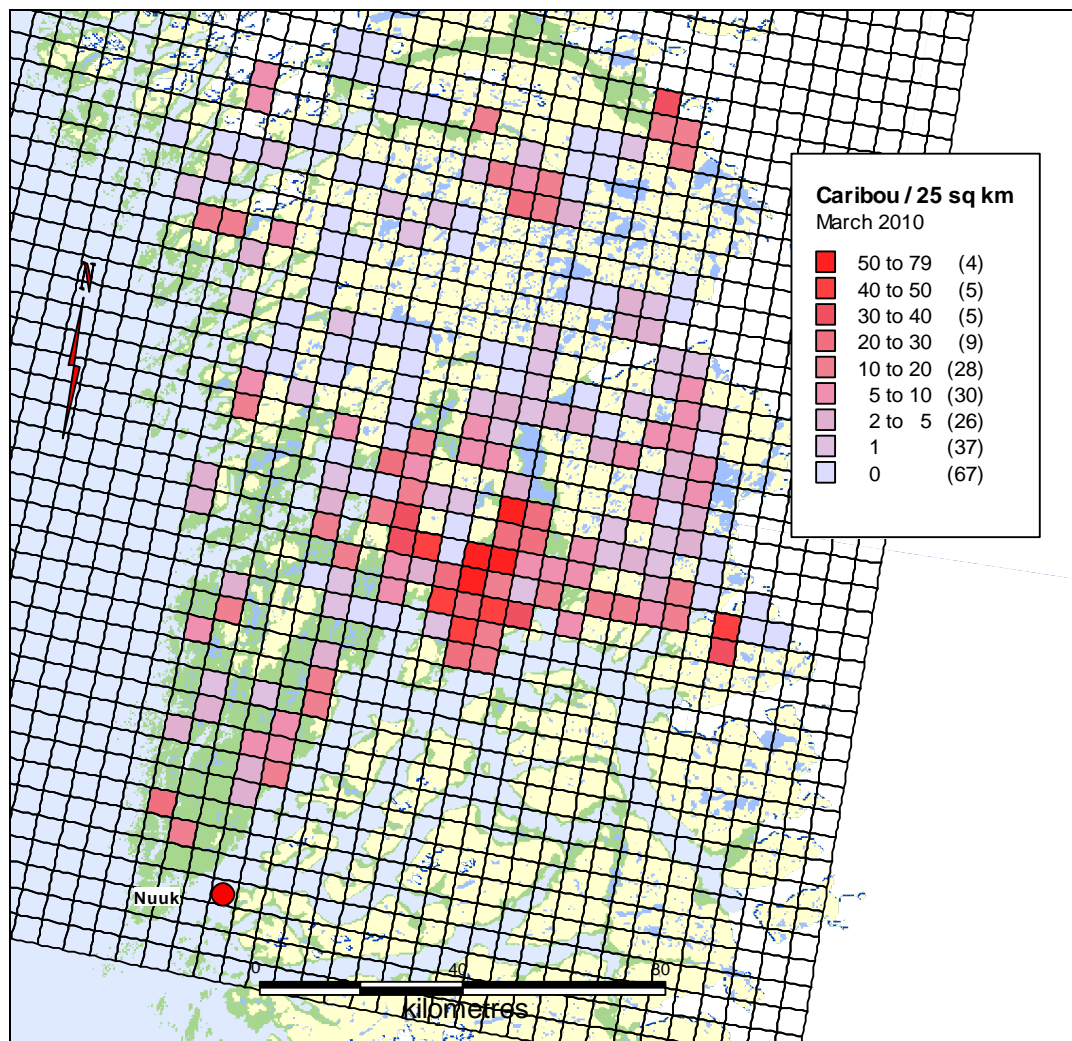 Caribou / 25 sq km
March 2010
50 to 79 (4)
40 to 50 (5)
30 to 40 (5)
20 to 30 (9)
10 to 20 (28)
5 to 10 (30)
2 to 5 (26)
1 (37)
0 (67)
N
Nuuk
0 40 80
kilometres